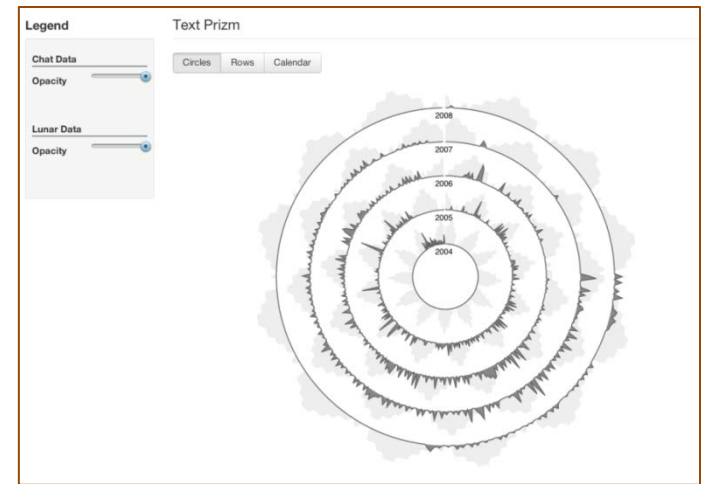 Legend
Chat Data
Opacity
Lunar Data
Opacity
Text Prizm
Circles Rows Calendar
2008
2007
2006
2005
2004